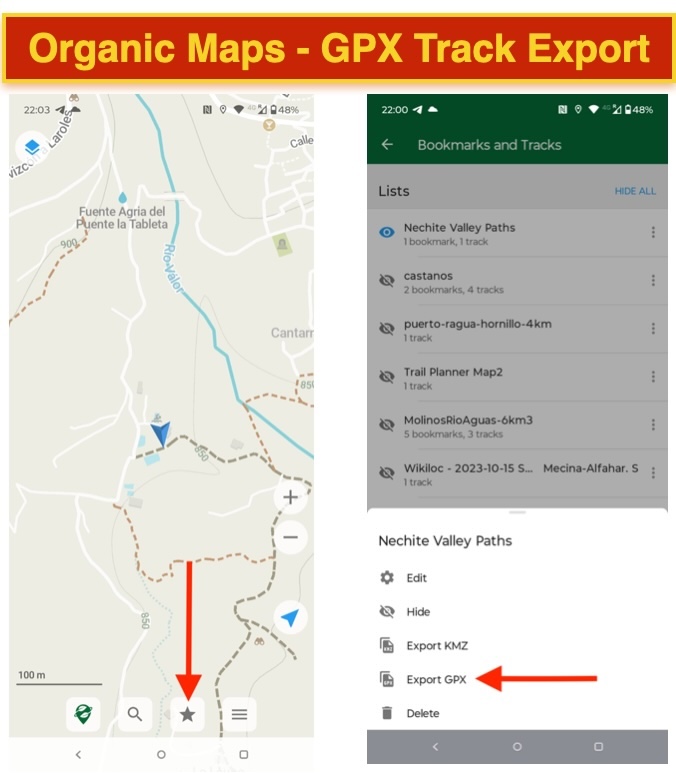 Organic Maps - GPX Track Export
22:03
4G
48%
Laroles
Calle
Fuente Agria del
Puente la Tableta
900
Río Válor
Cantarr
850
850
850
100 m
22:00
4G
48%
Bookmarks and Tracks
Lists
HIDE ALL
Nechite Valley Paths
1 bookmark, 1 track
castanos
2 bookmarks, 4 tracks
puerto-ragua-hornillo-4km
1 track
Trail Planner Map2
1 track
MolinosRioAguas-6km3
5 bookmarks, 3 tracks
Wikiloc - 2023-10-15 S... Mecina-Alfahar. S
1 track
Nechite Valley Paths
Edit
Hide
Export KMZ
Export GPX
Delete